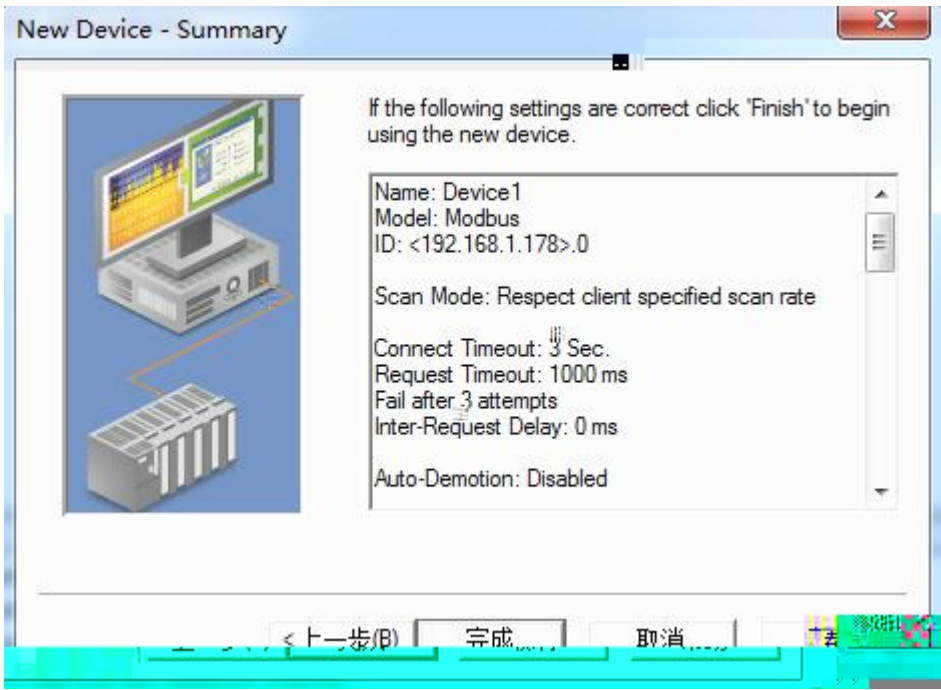 New Device - Summary
If the following settings are correct click 'Finish' to begin
using the new device.
Name: Device1
Model: Modbus
ID: <192.168.1.178>.0
Scan Mode: Respect client specified scan rate
Connect Timeout: 3 Sec.
Request Timeout: 1000 ms
Fail after 3 attempts
Inter-Request Delay: 0 ms
Auto-Demotion: Disabled
<上一步(B) 完成 取消